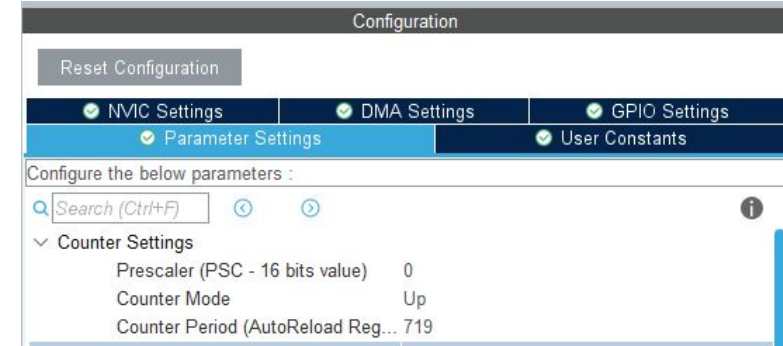 Configuration
Reset Configuration
NVIC Settings DMA Settings GPIO Settings
Parameter Settings User Constants
Configure the below parameters :
Search (Ctrl+F)
Counter Settings
Prescaler (PSC - 16 bits value) 0
Counter Mode Up
Counter Period (AutoReload Reg... 719